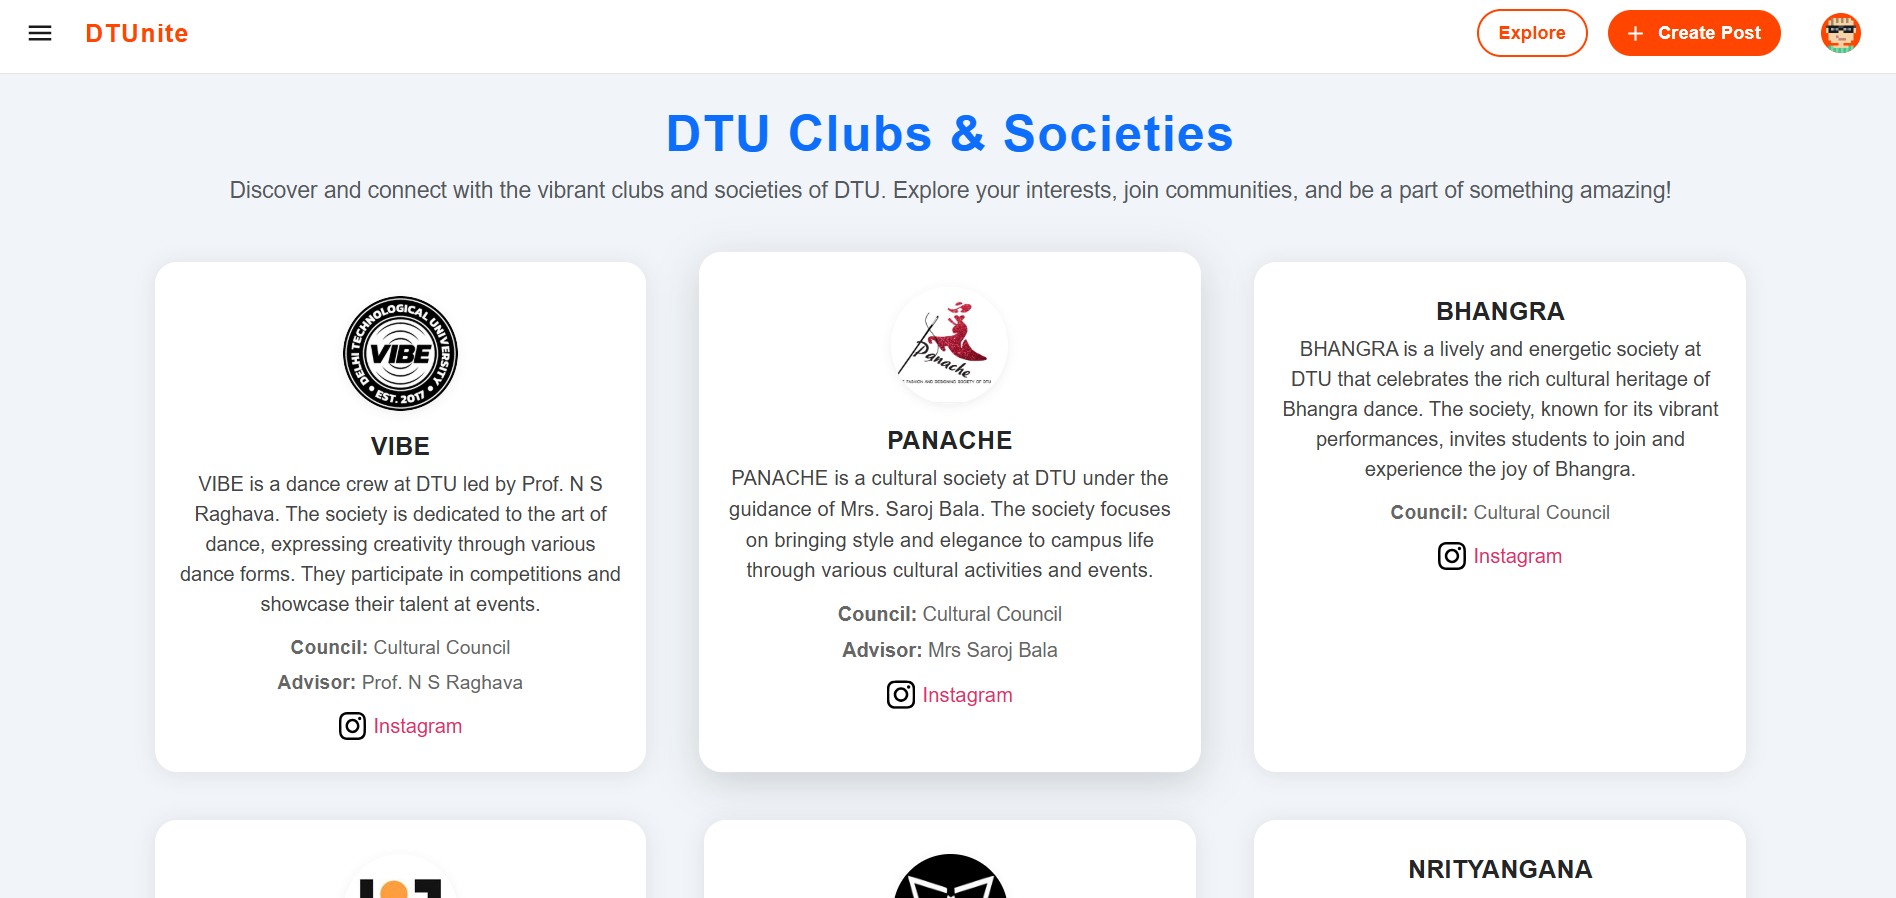 DTUnite
Explore
Create Post
DTU Clubs & Societies
Discover and connect with the vibrant clubs and societies of DTU. Explore your interests, join communities, and be a part of something amazing!
DELHI TECHNOLOGICAL UNIVERSITY
VIBE
EST. 2017
VIBE
VIBE is a dance crew at DTU led by Prof. N S
Raghava. The society is dedicated to the art of
dance, expressing creativity through various
dance forms. They participate in competitions and
showcase their talent at events.
Council: Cultural Council
Advisor: Prof. N S Raghava
Instagram
Panache
FASHION AND DESIGNING SOCIETY OF DTU
PANACHE
PANACHE is a cultural society at DTU under the
guidance of Mrs. Saroj Bala. The society focuses
on bringing style and elegance to campus life
through various cultural activities and events.
Council: Cultural Council
Advisor: Mrs Saroj Bala
Instagram
BHANGRA
BHANGRA is a lively and energetic society at
DTU that celebrates the rich cultural heritage of
Bhangra dance. The society, known for its vibrant
performances, invites students to join and
experience the joy of Bhangra.
Council: Cultural Council
Instagram
NRITYANGANA